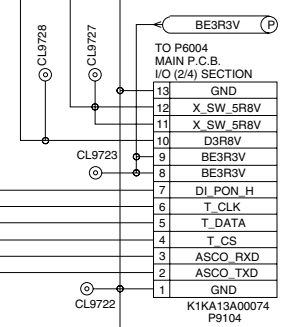 BE3R3V P
CL9728
CL9727
TO P6004
MAIN P.C.B.
I/O (2/4) SECTION
13 GND
12 X_SW_5R8V
11 X_SW_5R8V
10 D3R8V
CL9723
9 BE3R3V
8 BE3R3V
7 DI_PON_H
6 T_CLK
5 T_DATA
4 T_CS
3 ASCO_RXD
2 ASCO_TXD
1 GND
CL9722
K1KA13A00074
P9104